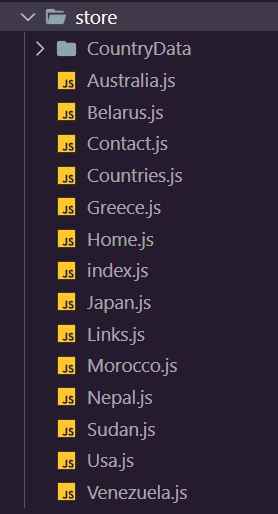 store
CountryData
JS Australia.js
JS Belarus.js
JS Contact.js
JS Countries.js
JS Greece.js
JS Home.js
JS index.js
JS Japan.js
JS Links.js
JS Morocco.js
JS Nepal.js
JS Sudan.js
JS Usa.js
JS Venezuela.js